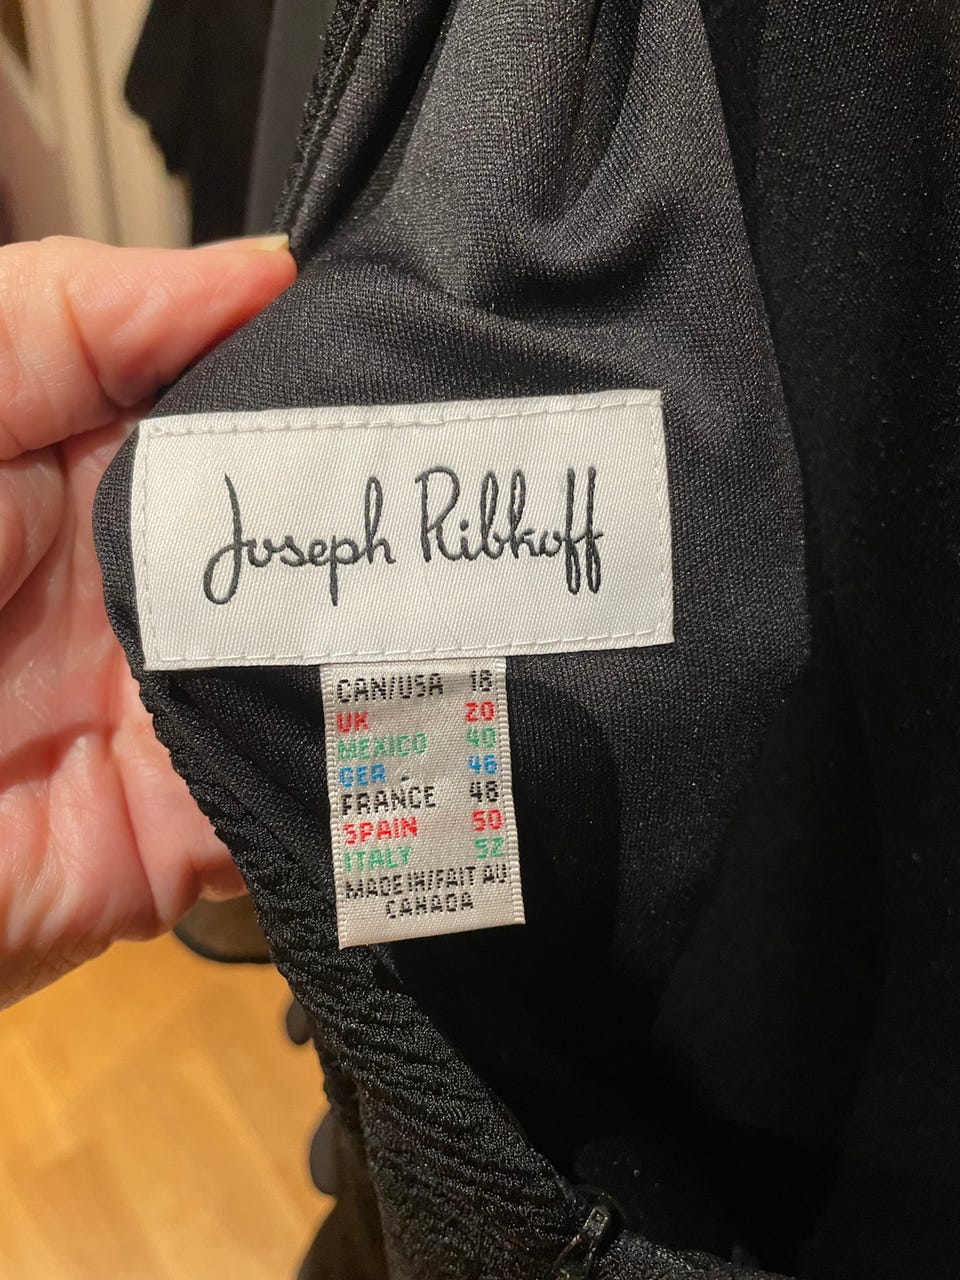 Joseph Ribkoff
CAN/USA 18
UK 20
MEXICO 40
GER 46
FRANCE 48
SPAIN 50
ITALY 52
MADE IN/FAIT AU
CANADA